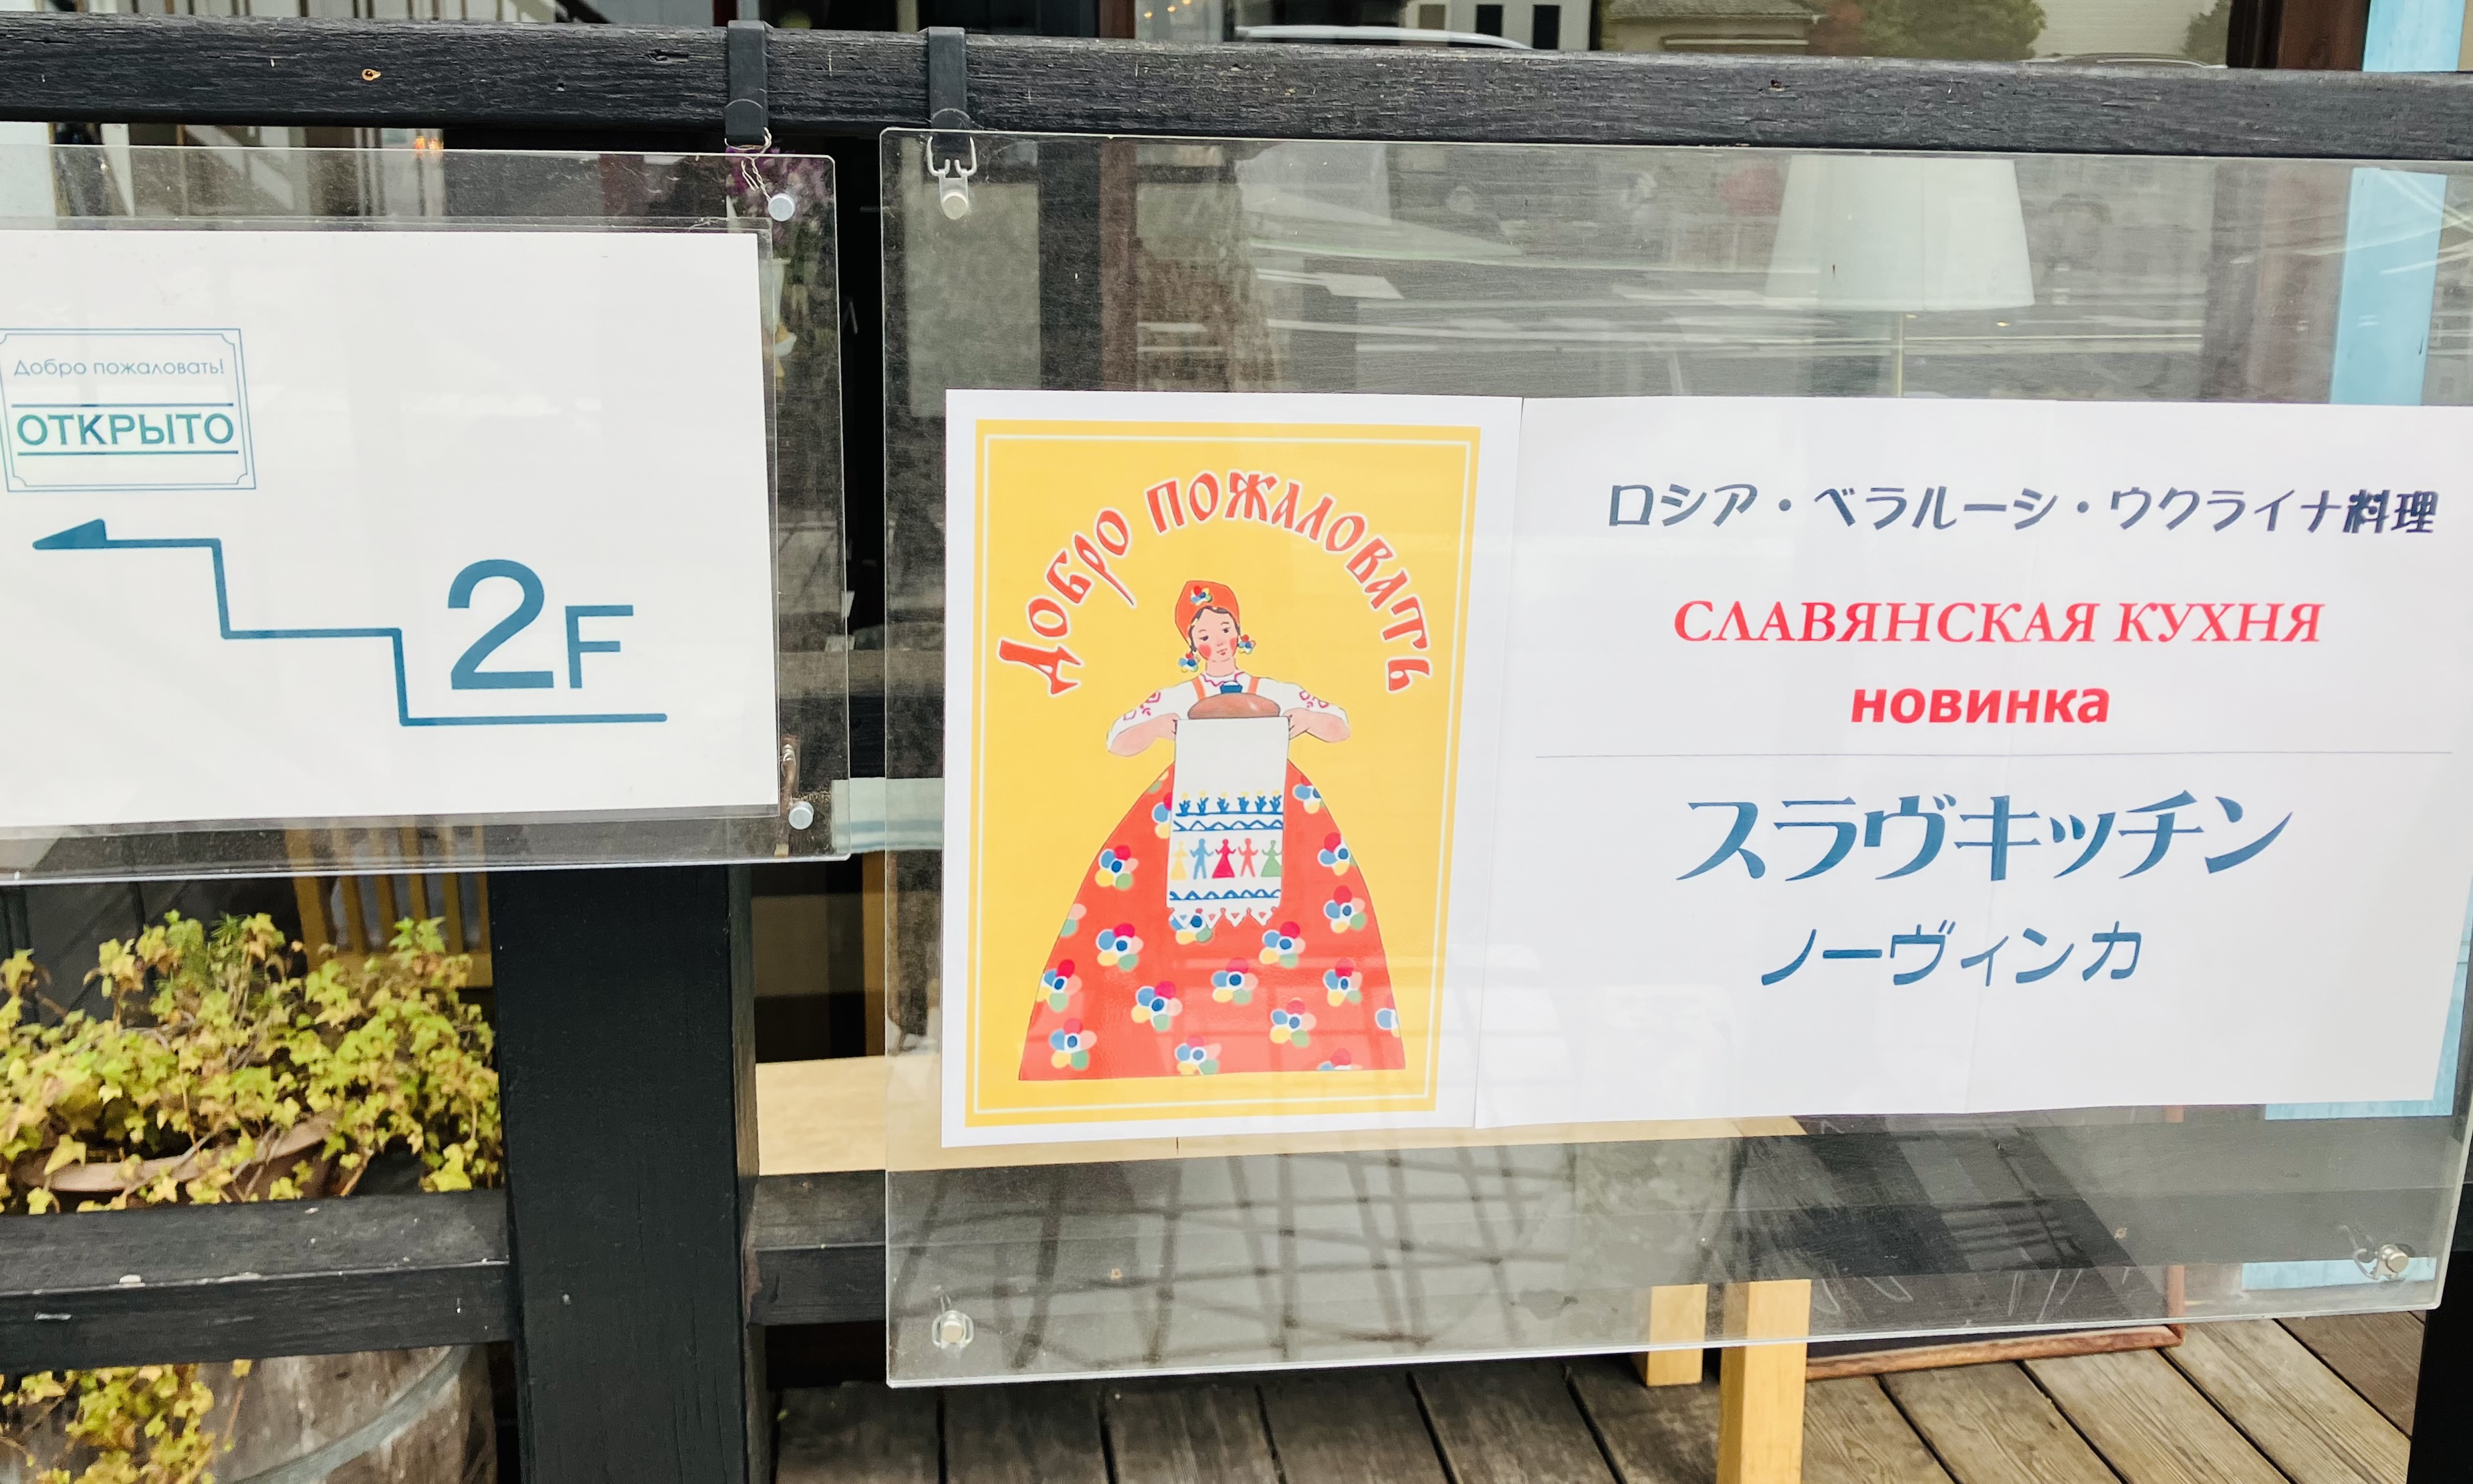 Добро пожаловать!
ОТКРЫТО
2F
Добро пожаловать
ロシア・ベラルーシ・ウクライナ料理
СЛАВЯНСКАЯ КУХНЯ
новинка
スラヴキッチン
ノーヴィンカ